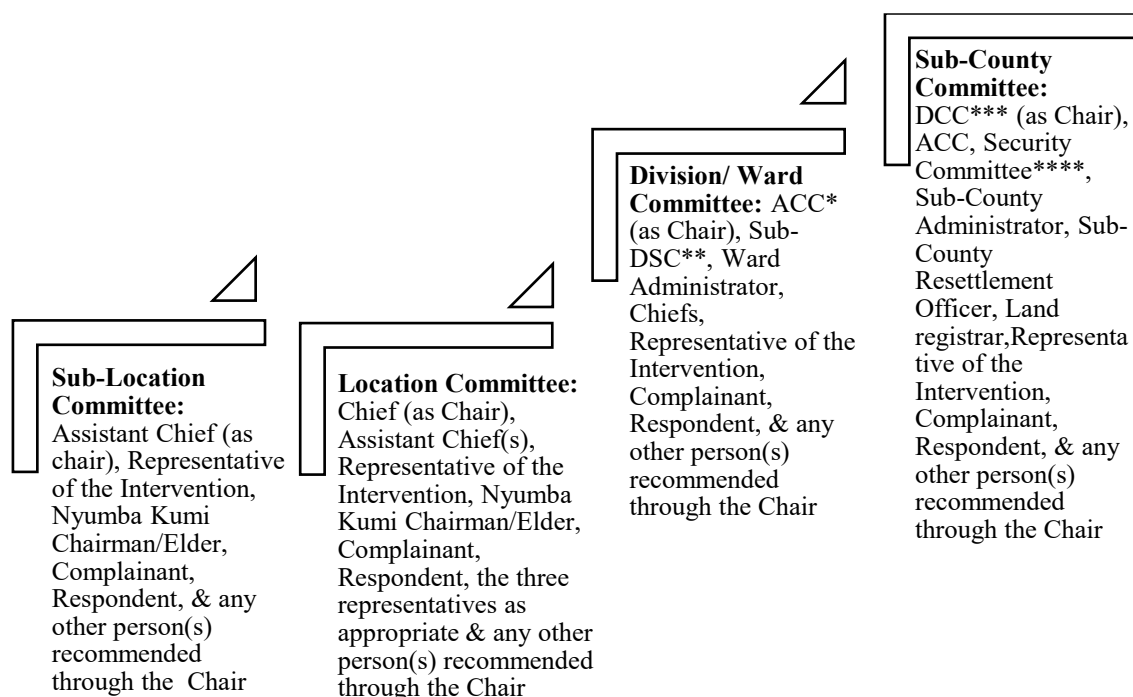 Sub-Location
Committee:
Assistant Chief (as
chair), Representative
of the Intervention,
Nyumba Kumi
Chairman/Elder,
Complainant,
Respondent, & any
other person(s)
recommended
through the Chair
Location Committee:
Chief (as Chair),
Assistant Chief(s),
Representative of the
Intervention, Nyumba
Kumi Chairman/Elder,
Complainant,
Respondent, the three
representatives as
appropriate & any other
person(s) recommended
through the Chair
Division/ Ward
Committee: ACC*
(as Chair), Sub-
DSC**, Ward
Administrator,
Chiefs,
Representative of the
Intervention,
Complainant,
Respondent, & any
other person(s)
recommended
through the Chair
Sub-County
Committee:
DCC*** (as Chair),
ACC, Security
Committee****,
Sub-County
Administrator, Sub-
County
Resettlement
Officer, Land
registrar,Representa
tive of the
Intervention,
Complainant,
Respondent, & any
other person(s)
recommended
through the Chair